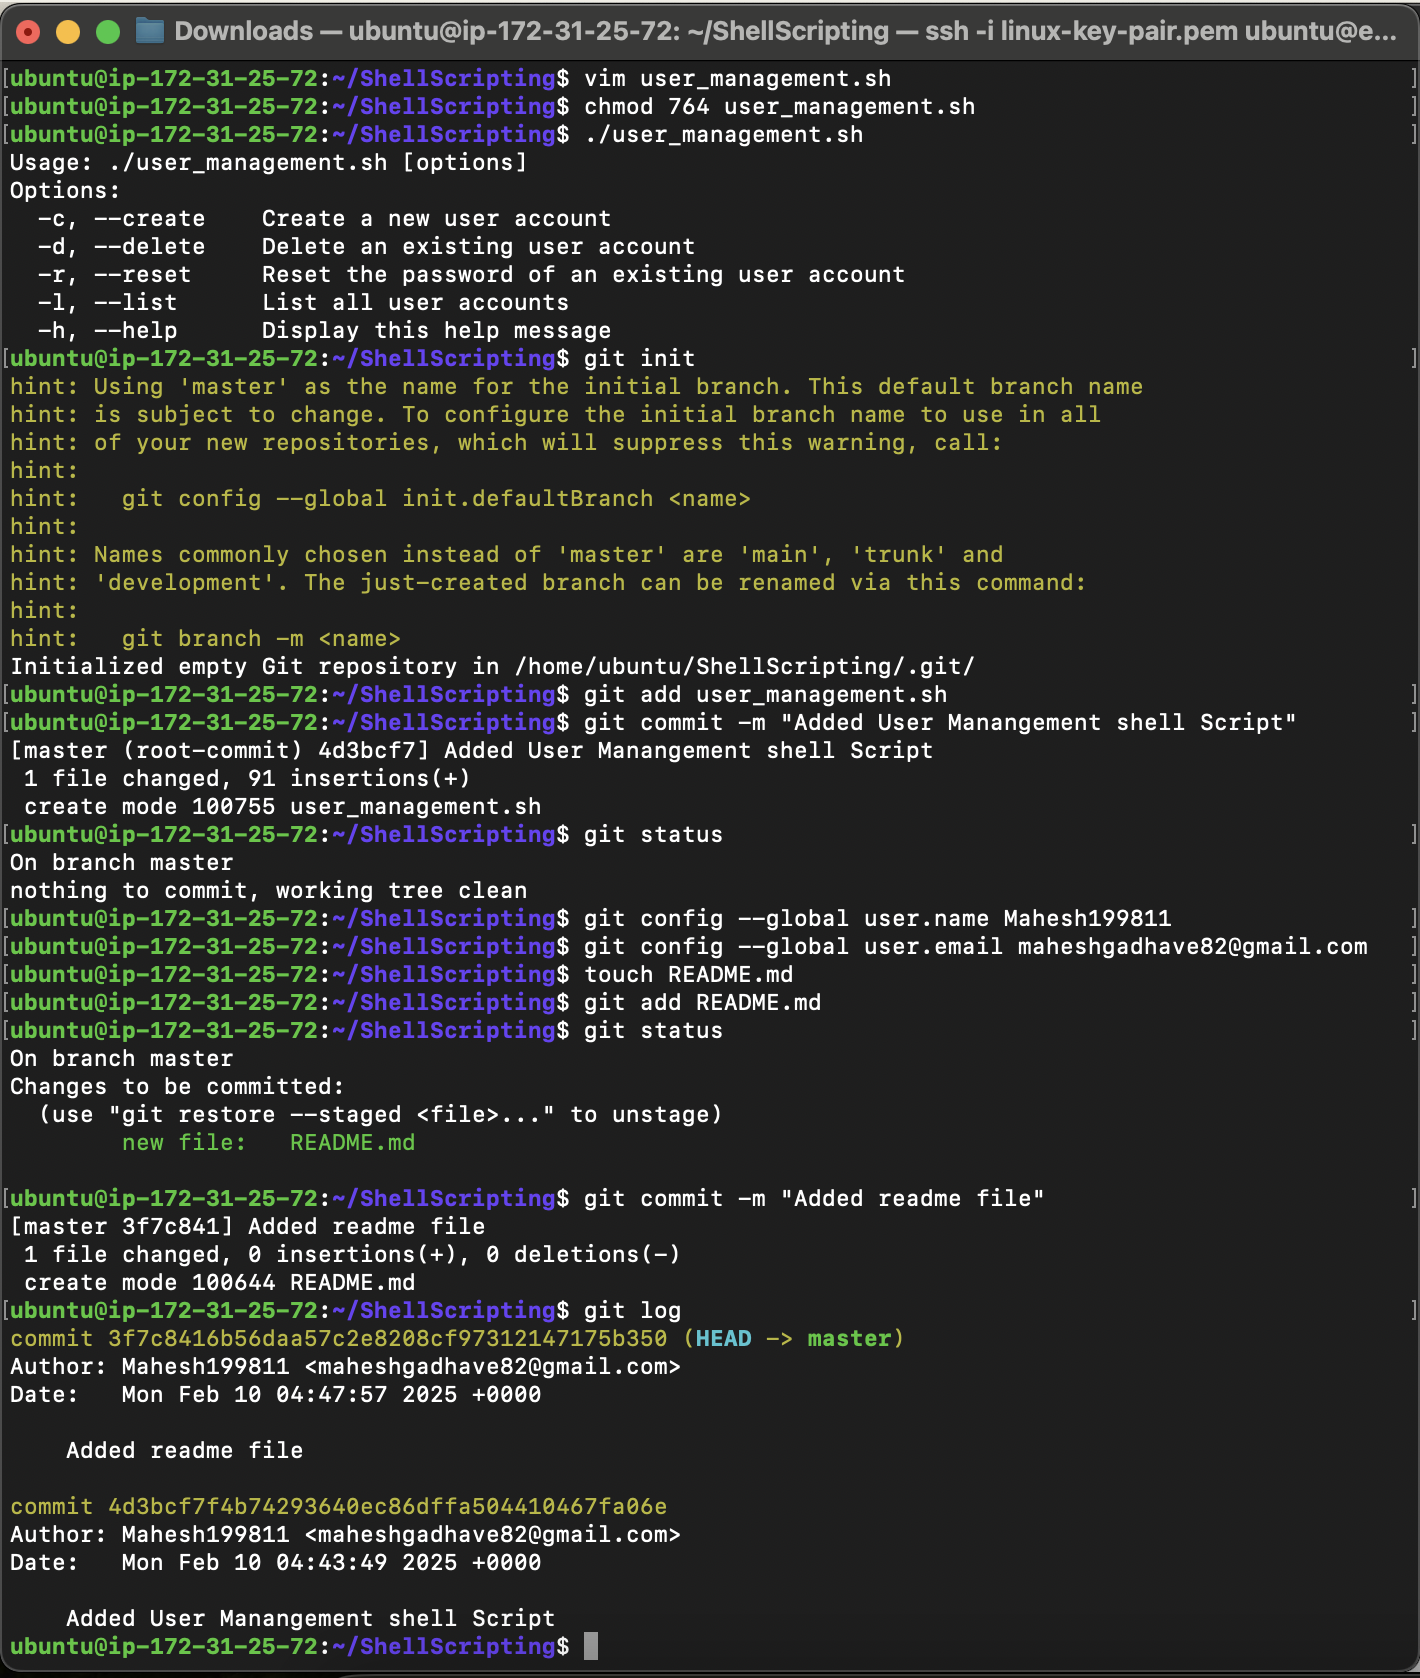 Downloads — ubuntu@ip-172-31-25-72: ~/ShellScripting — ssh -i linux-key-pair.pem ubuntu@e...
[ubuntu@ip-172-31-25-72:~/ShellScripting$ vim user_management.sh ]
[ubuntu@ip-172-31-25-72:~/ShellScripting$ chmod 764 user_management.sh ]
[ubuntu@ip-172-31-25-72:~/ShellScripting$ ./user_management.sh ]
Usage: ./user_management.sh [options]
Options:
  -c, --create    Create a new user account
  -d, --delete    Delete an existing user account
  -r, --reset     Reset the password of an existing user account
  -l, --list      List all user accounts
  -h, --help      Display this help message
[ubuntu@ip-172-31-25-72:~/ShellScripting$ git init ]
hint: Using 'master' as the name for the initial branch. This default branch name
hint: is subject to change. To configure the initial branch name to use in all
hint: of your new repositories, which will suppress this warning, call:
hint:
hint:   git config --global init.defaultBranch <name>
hint:
hint: Names commonly chosen instead of 'master' are 'main', 'trunk' and
hint: 'development'. The just-created branch can be renamed via this command:
hint:
hint:   git branch -m <name>
Initialized empty Git repository in /home/ubuntu/ShellScripting/.git/
[ubuntu@ip-172-31-25-72:~/ShellScripting$ git add user_management.sh ]
[ubuntu@ip-172-31-25-72:~/ShellScripting$ git commit -m "Added User Manangement shell Script" ]
[master (root-commit) 4d3bcf7] Added User Manangement shell Script
 1 file changed, 91 insertions(+)
 create mode 100755 user_management.sh
[ubuntu@ip-172-31-25-72:~/ShellScripting$ git status ]
On branch master
nothing to commit, working tree clean
[ubuntu@ip-172-31-25-72:~/ShellScripting$ git config --global user.name Mahesh199811 ]
[ubuntu@ip-172-31-25-72:~/ShellScripting$ git config --global user.email maheshgadhave82@gmail.com ]
[ubuntu@ip-172-31-25-72:~/ShellScripting$ touch README.md ]
[ubuntu@ip-172-31-25-72:~/ShellScripting$ git add README.md ]
[ubuntu@ip-172-31-25-72:~/ShellScripting$ git status ]
On branch master
Changes to be committed:
  (use "git restore --staged <file>..." to unstage)
        new file:   README.md
[ubuntu@ip-172-31-25-72:~/ShellScripting$ git commit -m "Added readme file" ]
[master 3f7c841] Added readme file
 1 file changed, 0 insertions(+), 0 deletions(-)
 create mode 100644 README.md
[ubuntu@ip-172-31-25-72:~/ShellScripting$ git log ]
commit 3f7c8416b56daa57c2e8208cf97312147175b350 (HEAD -> master)
Author: Mahesh199811 <maheshgadhave82@gmail.com>
Date:   Mon Feb 10 04:47:57 2025 +0000
    Added readme file
commit 4d3bcf7f4b74293640ec86dffa504410467fa06e
Author: Mahesh199811 <maheshgadhave82@gmail.com>
Date:   Mon Feb 10 04:43:49 2025 +0000
    Added User Manangement shell Script
ubuntu@ip-172-31-25-72:~/ShellScripting$